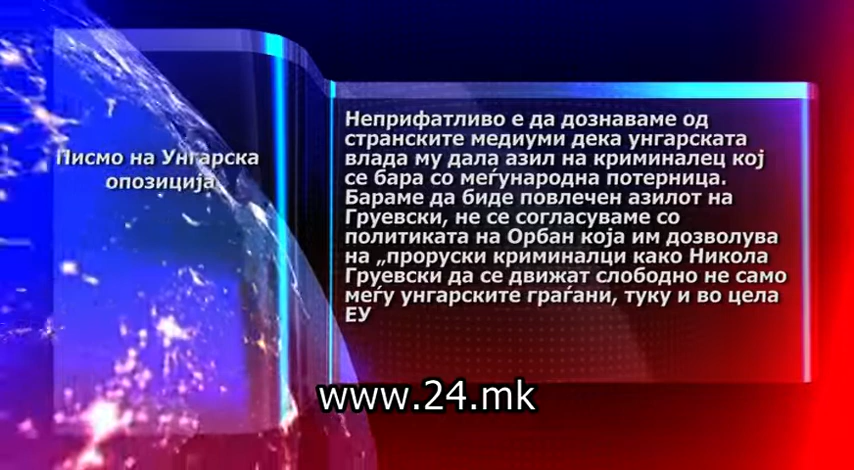 Писмо на Унгарска
опозиција
Неприфатливо е да дознаваме од
странските медиуми дека унгарската
влада му дала азил на криминалец кој
се бара со меѓународна потерница.
Бараме да биде повлечен азилот на
Груевски, не се согласуваме со
политиката на Орбан која им дозволува
на „проруски криминалци како Никола
Груевски да се движат слободно не само
меѓу унгарските граѓани, туку и во цела
ЕУ
www.24.mk